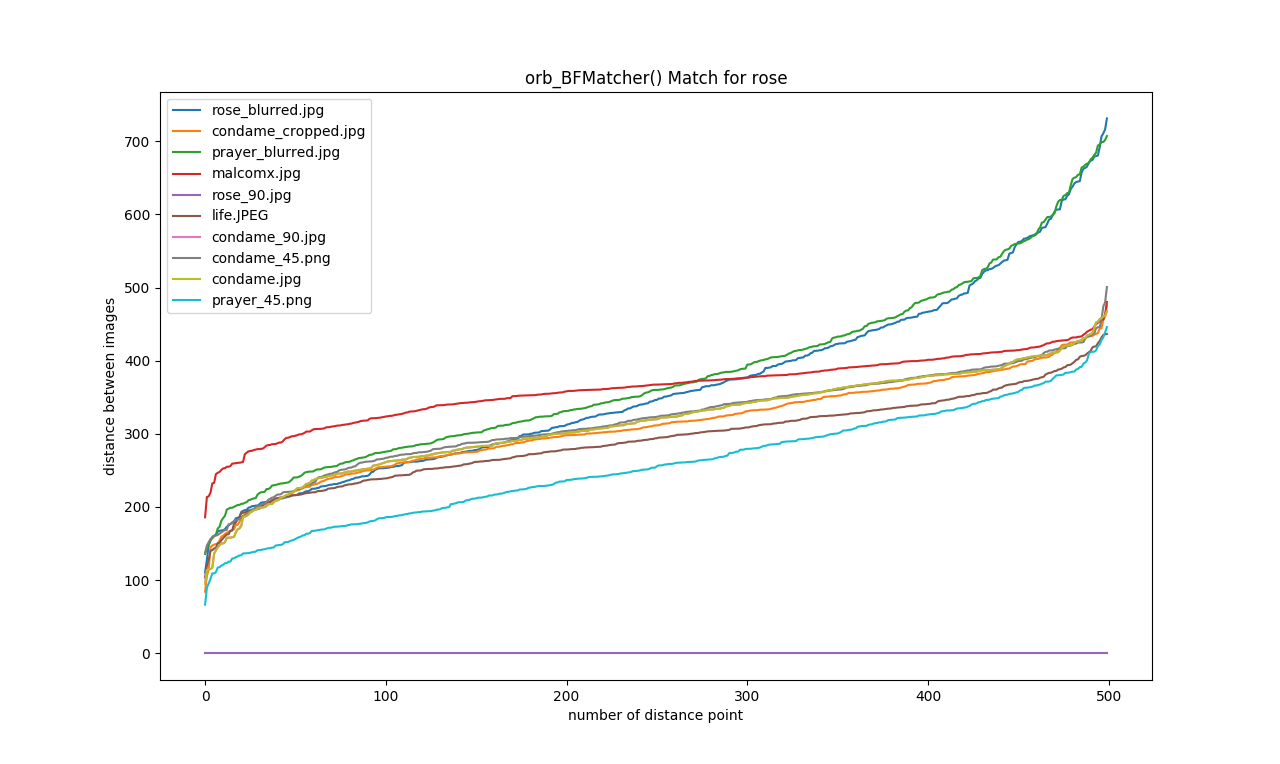 orb_BFMatcher() Match for rose
rose_blurred.jpg
condame_cropped.jpg
prayer_blurred.jpg
malcomx.jpg
rose_90.jpg
life.JPEG
condame_90.jpg
condame_45.png
condame.jpg
prayer_45.png
distance between images
700
600
500
400
300
200
100
0
0 100 200 300 400 500
number of distance point